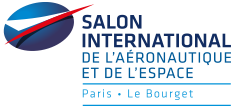 SALON
INTERNATIONAL
DE L'AÉRONAUTIQUE
ET DE L'ESPACE
Paris • Le Bourget